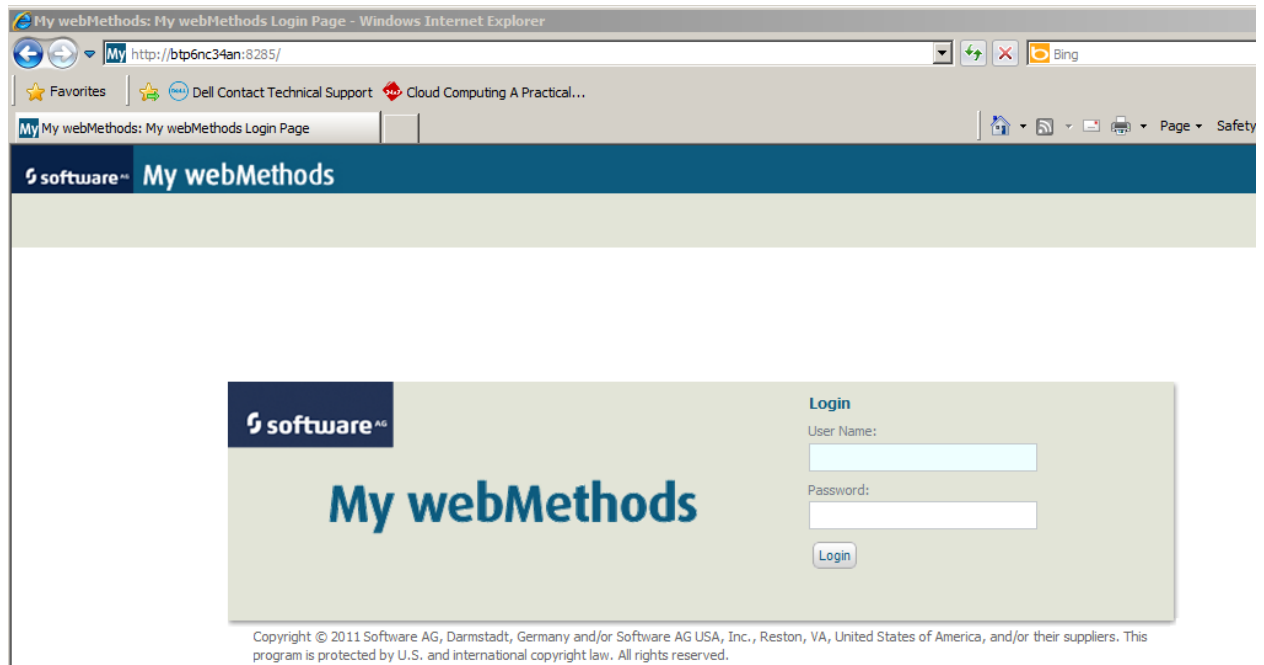 My webMethods: My webMethods Login Page - Windows Internet Explorer
My http://btp6nc34an:8285/
Bing
Favorites Dell Contact Technical Support Cloud Computing A Practical...
My My webMethods: My webMethods Login Page
Page Safety
software AG My webMethods
software AG
My webMethods
Login
User Name:
Password:
Login
Copyright © 2011 Software AG, Darmstadt, Germany and/or Software AG USA, Inc., Reston, VA, United States of America, and/or their suppliers. This
program is protected by U.S. and international copyright law. All rights reserved.